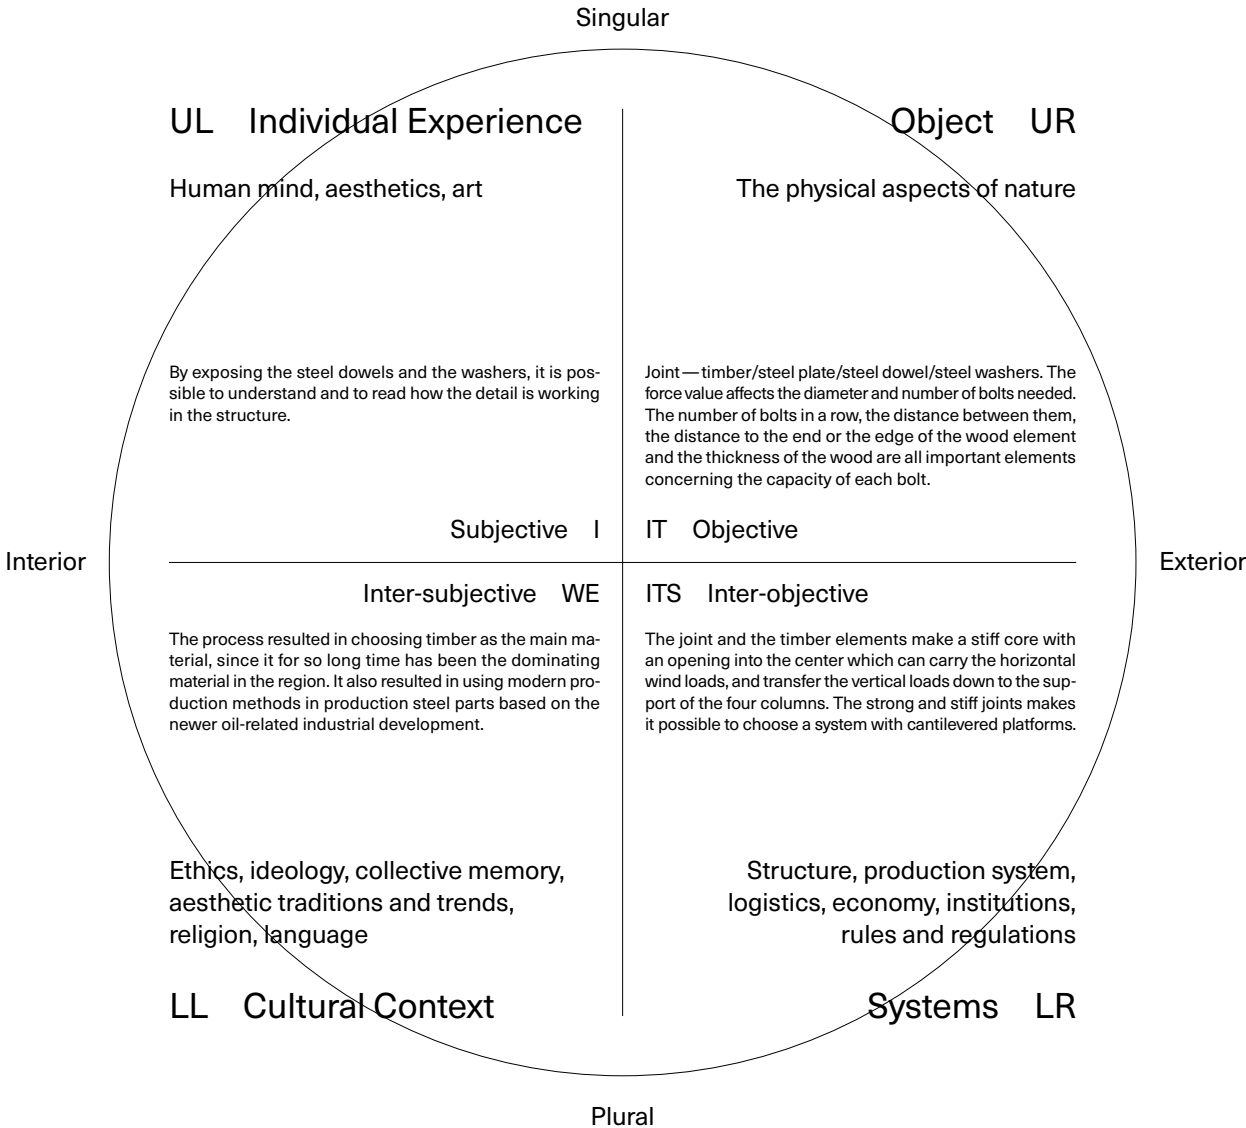 Singular
UL Individual Experience
Object UR
Human mind, aesthetics, art
The physical aspects of nature
By exposing the steel dowels and the washers, it is pos-
sible to understand and to read how the detail is working
in the structure.
Joint — timber/steel plate/steel dowel/steel washers. The
force value affects the diameter and number of bolts needed.
The number of bolts in a row, the distance between them,
the distance to the end or the edge of the wood element
and the thickness of the wood are all important elements
concerning the capacity of each bolt.
Subjective I
IT Objective
Interior
Exterior
Inter-subjective WE
ITS Inter-objective
The process resulted in choosing timber as the main ma-
terial, since it for so long time has been the dominating
material in the region. It also resulted in using modern pro-
duction methods in production steel parts based on the
newer oil-related industrial development.
The joint and the timber elements make a stiff core with
an opening into the center which can carry the horizontal
wind loads, and transfer the vertical loads down to the sup-
port of the four columns. The strong and stiff joints makes
it possible to choose a system with cantilevered platforms.
Ethics, ideology, collective memory,
aesthetic traditions and trends,
religion, language
Structure, production system,
logistics, economy, institutions,
rules and regulations
LL Cultural Context
Systems LR
Plural